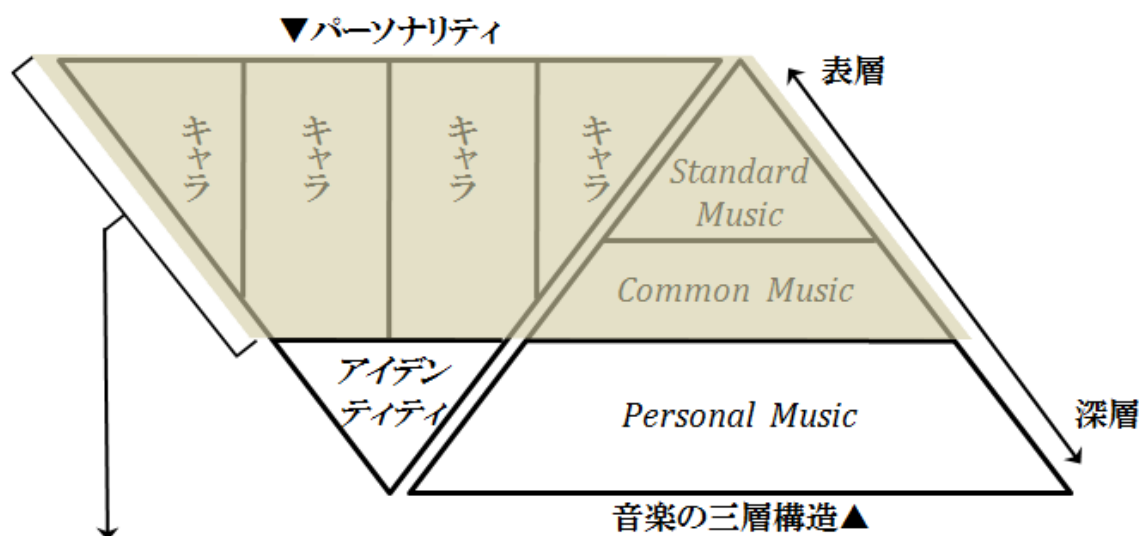 ▼パーソナリティ
表層
キャラ
キャラ
キャラ
キャラ
Standard
Music
Common Music
アイデン
ティティ
Personal Music
深層
音楽の三層構造▲